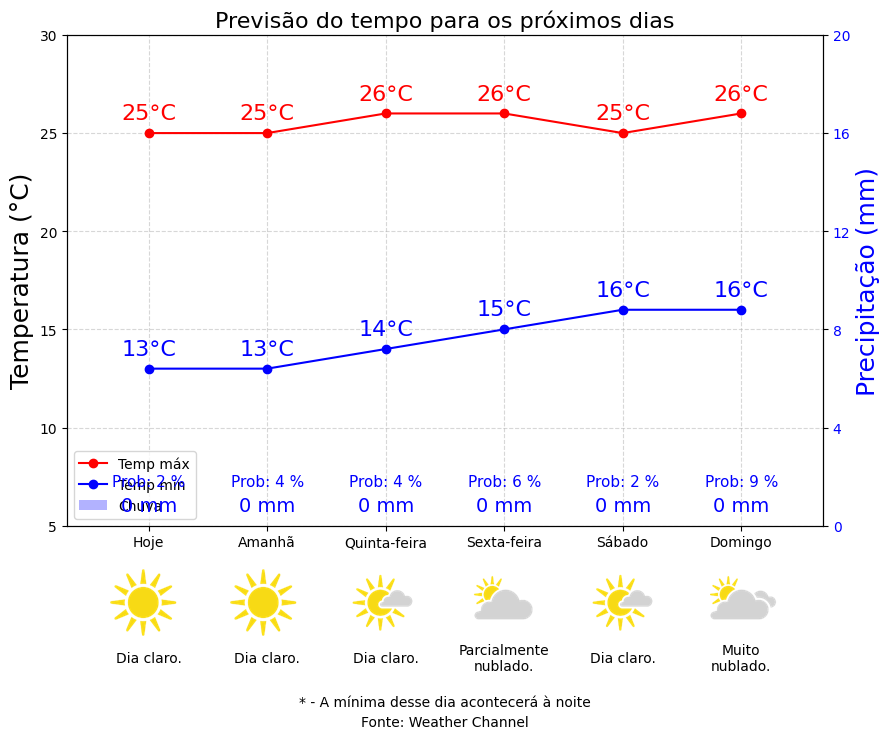 Previsão do tempo para os próximos dias
30
25
20
15
10
5
Temperatura (°C)
20
16
12
8
4
0
Precipitação (mm)
25°C 25°C 26°C 26°C 25°C 26°C
13°C 13°C 14°C 15°C 16°C 16°C
Temp máx
Temp min
Chuva
Prob: 2 % Prob: 4 % Prob: 4 % Prob: 6 % Prob: 2 % Prob: 9 %
0 mm 0 mm 0 mm 0 mm 0 mm 0 mm
Hoje Amanhã Quinta-feira Sexta-feira Sábado Domingo
Dia claro. Dia claro. Dia claro. Parcialmente nublado. Dia claro. Muito nublado.
* - A mínima desse dia acontecerá à noite
Fonte: Weather Channel